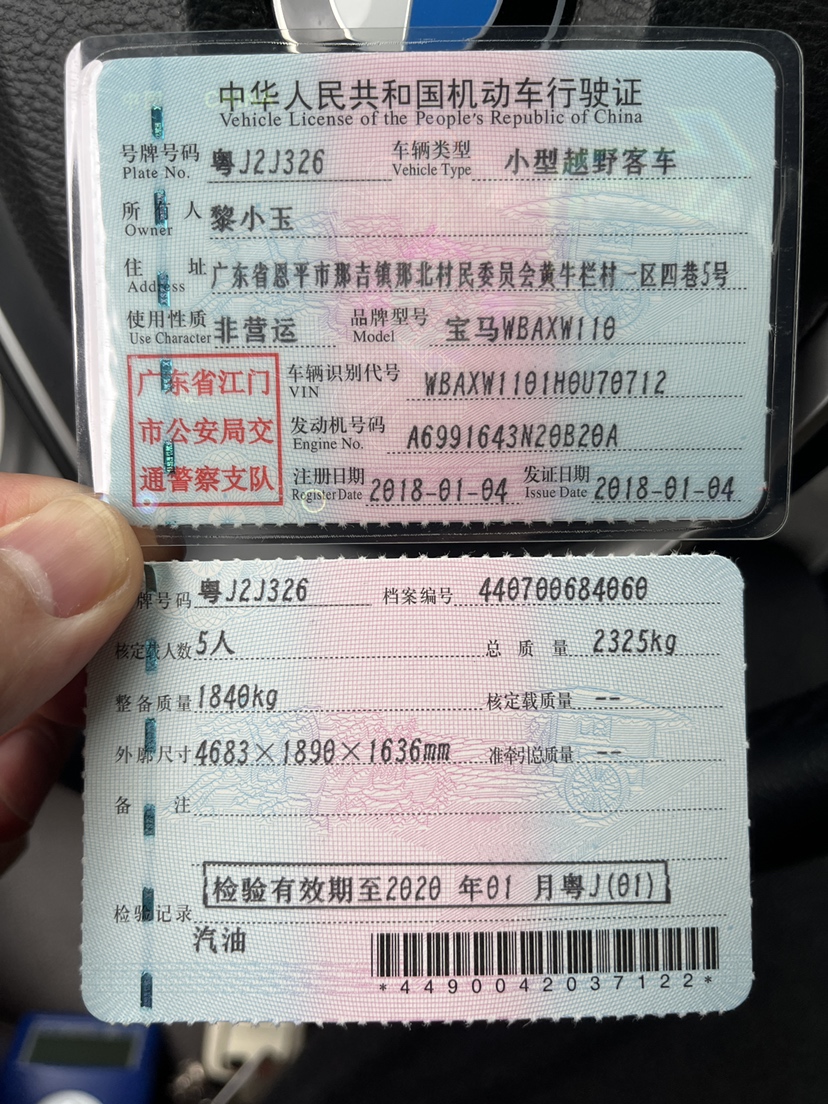 中华人民共和国机动车行驶证
Vehicle License of the People's Republic of China
号牌号码 Plate No. 粤J2J326 车辆类型 Vehicle Type 小型越野客车
所有人 Owner 黎小玉
住址 Address 广东省恩平市那吉镇那北村民委员会黄牛栏村一区四巷5号
使用性质 Use Character 非营运 品牌型号 Model 宝马WBAXW110
广东省江门
市公安局交
通警察支队
车辆识别代号 VIN WBAXW1101H0U70712
发动机号码 Engine No. A6991643N20B20A
注册日期 Register Date 2018-01-04 发证日期 Issue Date 2018-01-04
牌号码 粤J2J326 档案编号 440700684060
核定载人数 5人 总质量 2325kg
整备质量 1840kg 核定载质量 --
外廓尺寸 4683×1890×1636mm 准牵引总质量 --
备注
检验有效期至2020 年01 月粤J(01)
检验记录
汽油
*4490042037122*